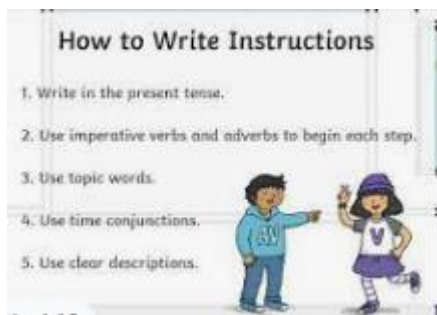 How to Write Instructions
1. Write in the present tense.
2. Use imperative verbs and adverbs to begin each step.
3. Use topic words.
4. Use time conjunctions.
5. Use clear descriptions.
AV
V